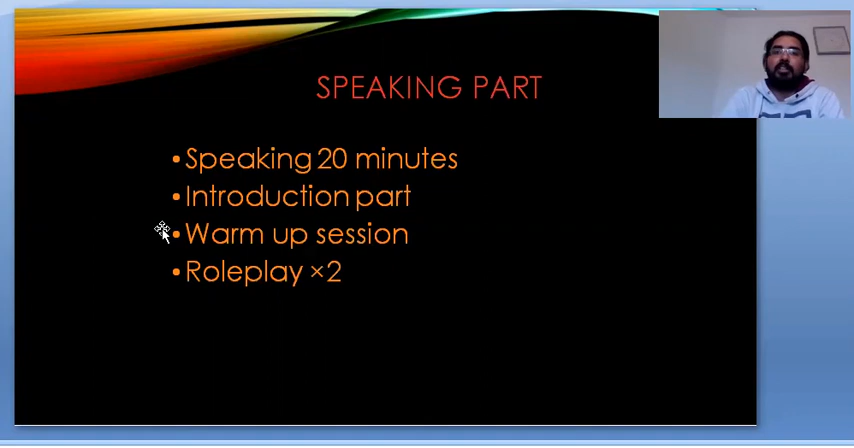 SPEAKING PART
•Speaking 20 minutes
•Introduction part
•Warm up session
•Roleplay ×2